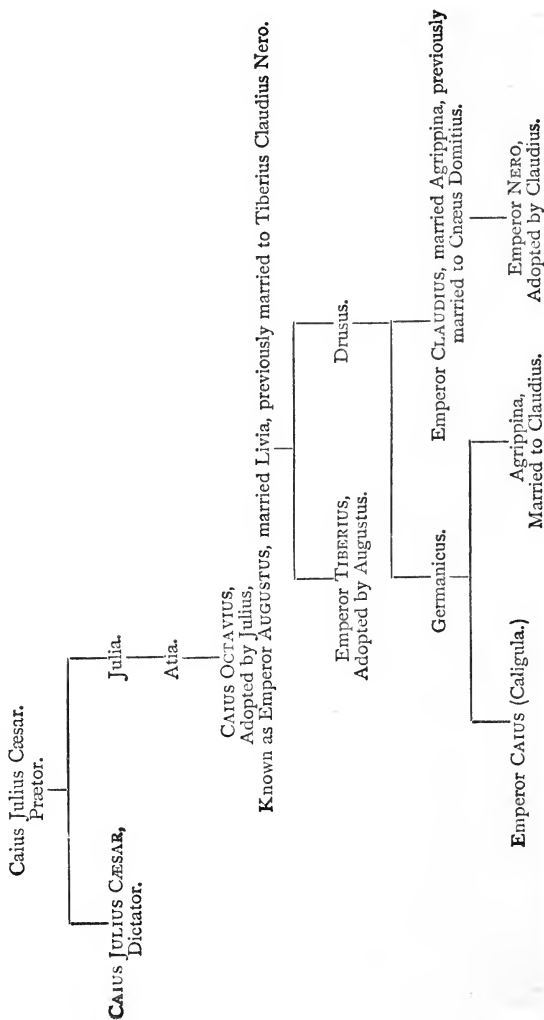 Caius Julius Cæsar.
Prætor.
CAIUS JULIUS CÆSAR,
Dictator.
Julia.
Atia.
CAIUS OCTAVIUS,
Adopted by Julius,
Known as Emperor AUGUSTUS, married Livia, previously married to Tiberius Claudius Nero.
Emperor TIBERIUS,
Adopted by Augustus.
Drusus.
Germanicus.
Emperor CLAUDIUS, married Agrippina, previously
married to Cnæus Domitius.
Emperor CAIUS (Caligula.)
Agrippina,
Married to Claudius.
Emperor NERO,
Adopted by Claudius.